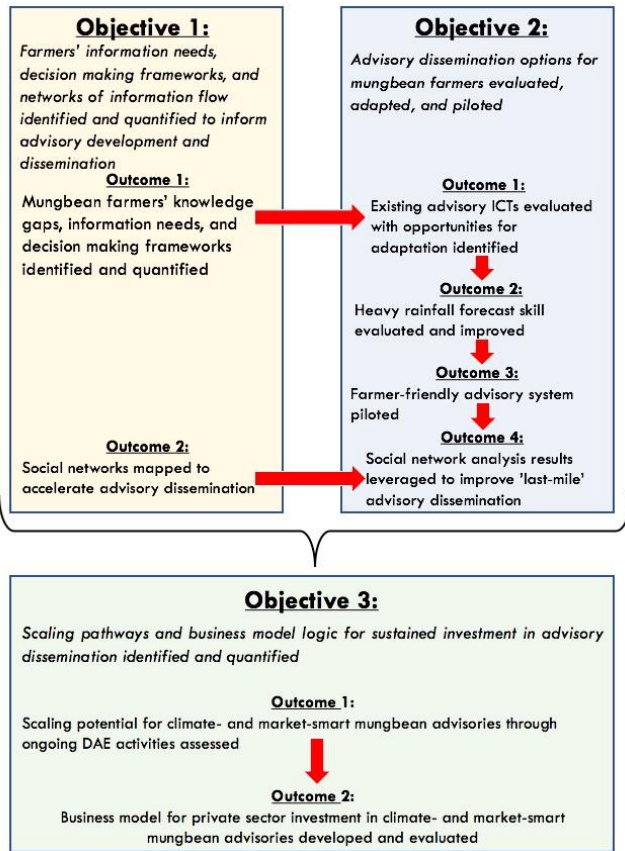 Objective 1:
Farmers' information needs,
decision making frameworks, and
networks of information flow
identified and quantified to inform
advisory development and
dissemination
Outcome 1:
Mungbean farmers' knowledge
gaps, information needs, and
decision making frameworks
identified and quantified
Outcome 2:
Social networks mapped to
accelerate advisory dissemination
Objective 2:
Advisory dissemination options for
mungbean farmers evaluated,
adapted, and piloted
Outcome 1:
Existing advisory ICTs evaluated
with opportunities for
adaptation identified
Outcome 2:
Heavy rainfall forecast skill
evaluated and improved
Outcome 3:
Farmer-friendly advisory system
piloted
Outcome 4:
Social network analysis results
leveraged to improve 'last-mile'
advisory dissemination
Objective 3:
Scaling pathways and business model logic for sustained investment in advisory
dissemination identified and quantified
Outcome 1:
Scaling potential for climate- and market-smart mungbean advisories through
ongoing DAE activities assessed
Outcome 2:
Business model for private sector investment in climate- and market-smart
mungbean advisories developed and evaluated